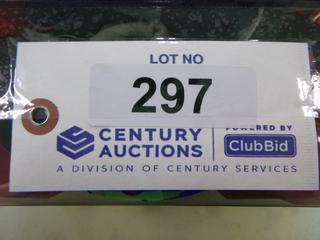 LOT NO
297
CENTURY
AUCTIONS
POWERED BY
ClubBid
A DIVISION OF CENTURY SERVICES